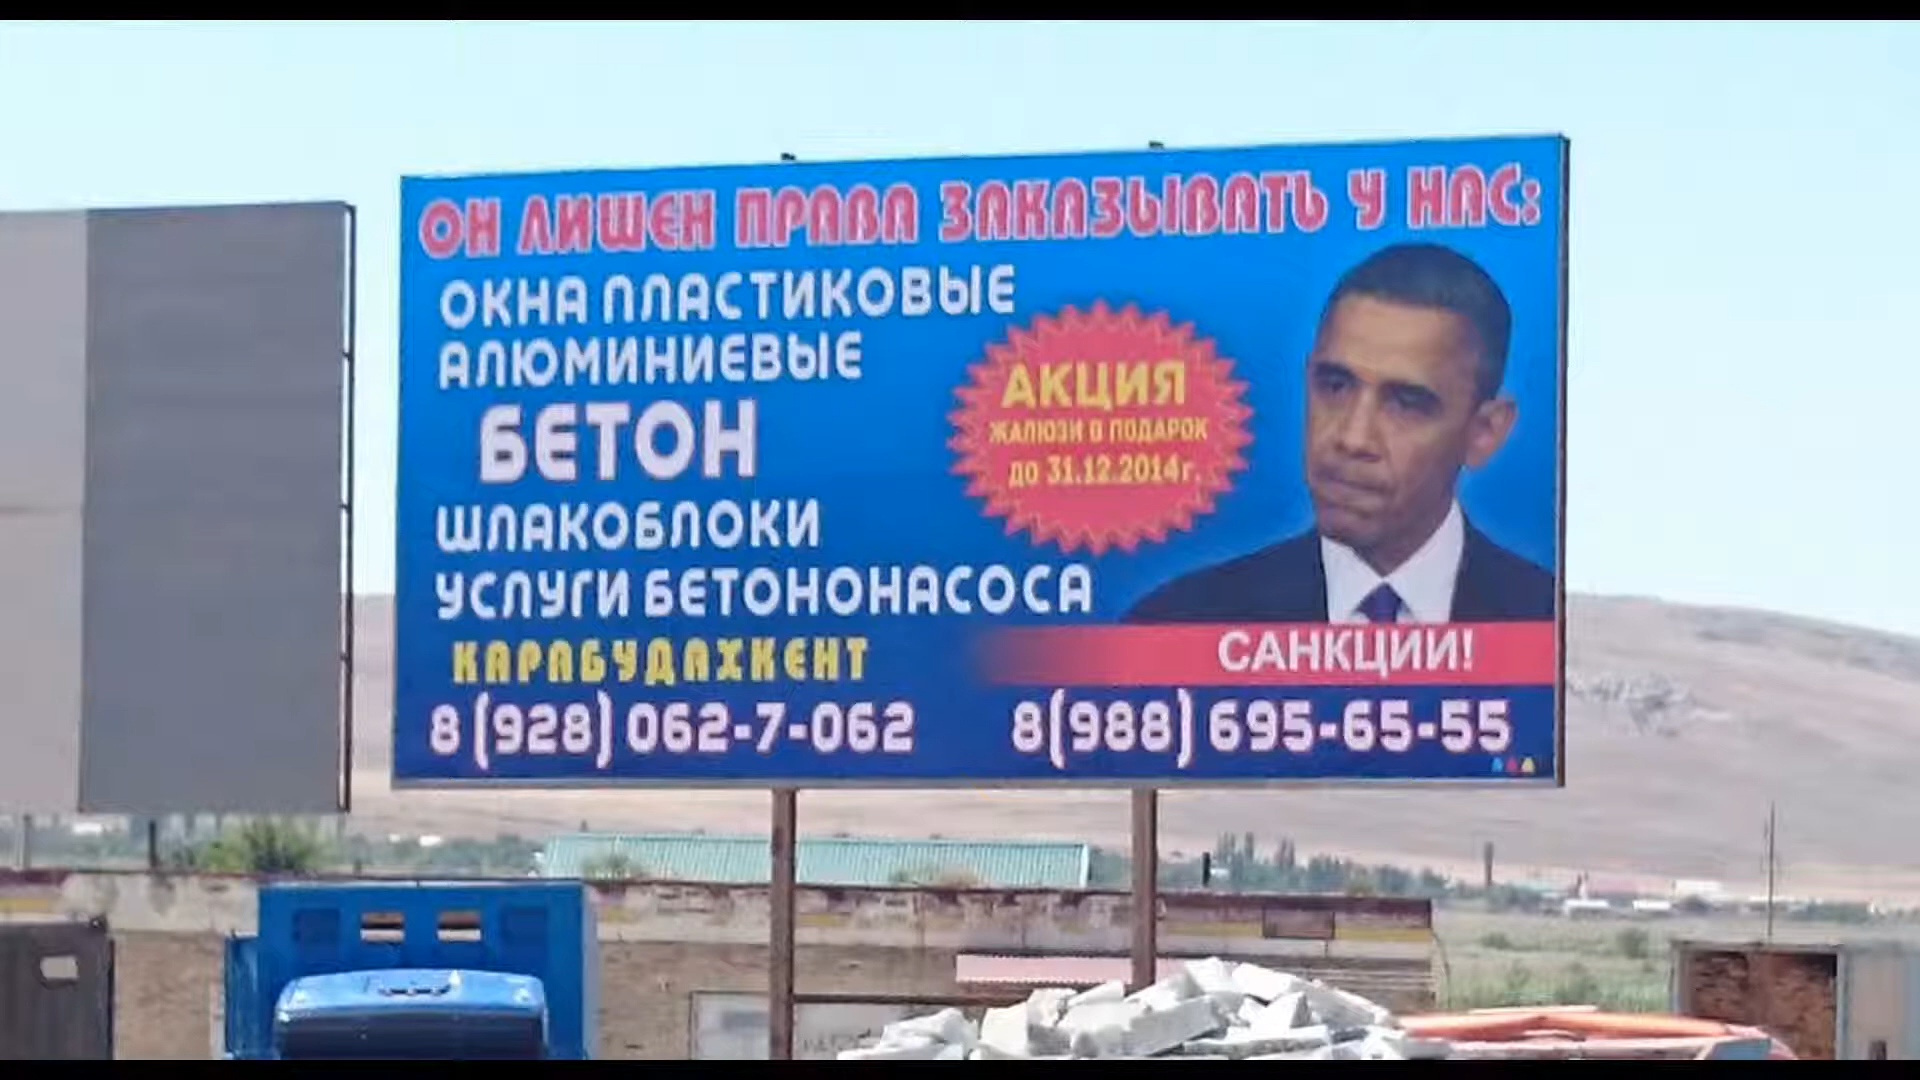 ОН ЛИШЕН ПРАВА ЗАКАЗЫВАТЬ У НАС:
ОКНА ПЛАСТИКОВЫЕ
АЛЮМИНИЕВЫЕ
БЕТОН
ШЛАКОБЛОКИ
УСЛУГИ БЕТОНОНАСОСА
КАРАБУДАХКЕНТ
8 (928) 062-7-062
АКЦИЯ
ЖАЛЮЗИ В ПОДАРОК
ДО 31.12.2014г.
САНКЦИИ!
8(988) 695-65-55